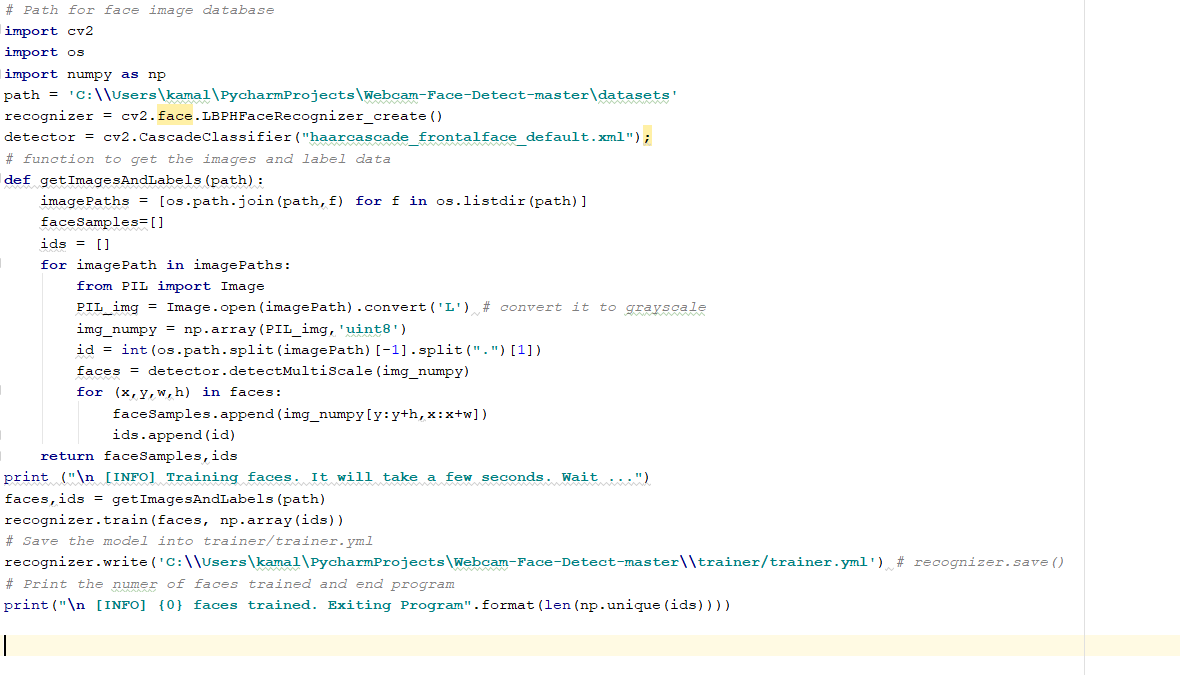 # Path for face image database
import cv2
import os
import numpy as np
path = 'C:\\Users\kamal\PycharmProjects\Webcam-Face-Detect-master\datasets'
recognizer = cv2.face.LBPHFaceRecognizer_create()
detector = cv2.CascadeClassifier("haarcascade_frontalface_default.xml");
# function to get the images and label data
def getImagesAndLabels(path):
    imagePaths = [os.path.join(path,f) for f in os.listdir(path)]
    faceSamples=[]
    ids = []
    for imagePath in imagePaths:
        from PIL import Image
        PIL_img = Image.open(imagePath).convert('L') # convert it to grayscale
        img_numpy = np.array(PIL_img,'uint8')
        id = int(os.path.split(imagePath)[-1].split(".")[1])
        faces = detector.detectMultiScale(img_numpy)
        for (x,y,w,h) in faces:
            faceSamples.append(img_numpy[y:y+h,x:x+w])
            ids.append(id)
    return faceSamples,ids
print ("\n [INFO] Training faces. It will take a few seconds. Wait ...")
faces,ids = getImagesAndLabels(path)
recognizer.train(faces, np.array(ids))
# Save the model into trainer/trainer.yml
recognizer.write('C:\\Users\kamal\PycharmProjects\Webcam-Face-Detect-master\\trainer/trainer.yml') # recognizer.save()
# Print the numer of faces trained and end program
print("\n [INFO] {0} faces trained. Exiting Program".format(len(np.unique(ids))))